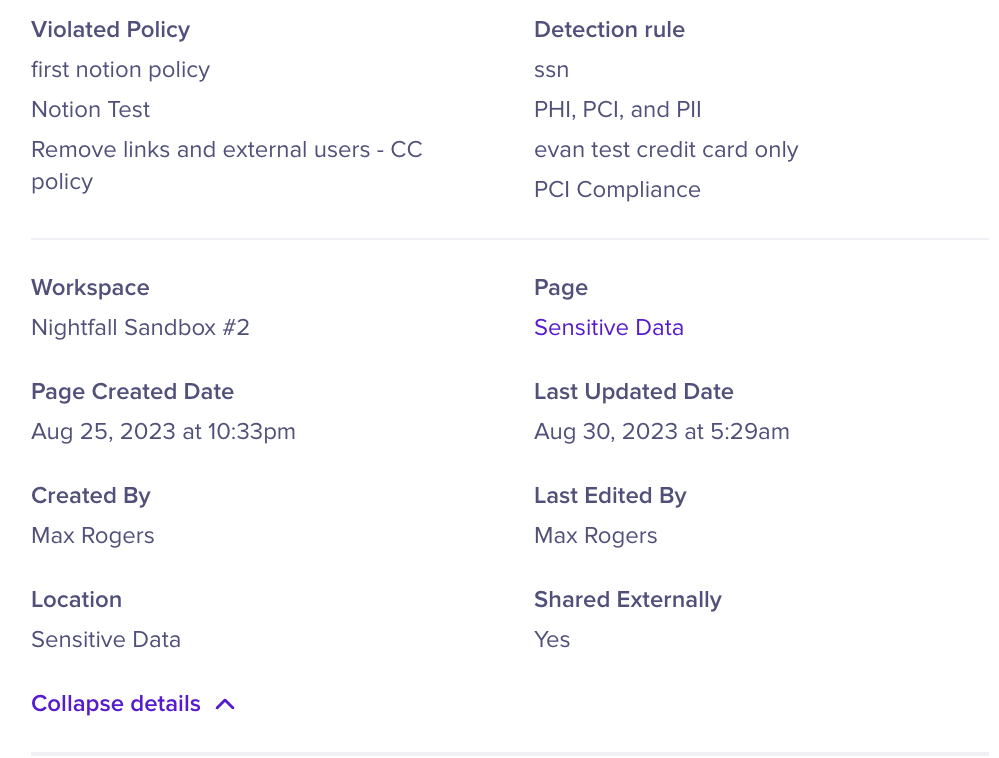 Violated Policy
first notion policy
Notion Test
Remove links and external users - CC
policy
Detection rule
ssn
PHI, PCI, and PII
evan test credit card only
PCI Compliance
Workspace
Nightfall Sandbox #2
Page
Sensitive Data
Page Created Date
Aug 25, 2023 at 10:33pm
Last Updated Date
Aug 30, 2023 at 5:29am
Created By
Max Rogers
Last Edited By
Max Rogers
Location
Sensitive Data
Shared Externally
Yes
Collapse details